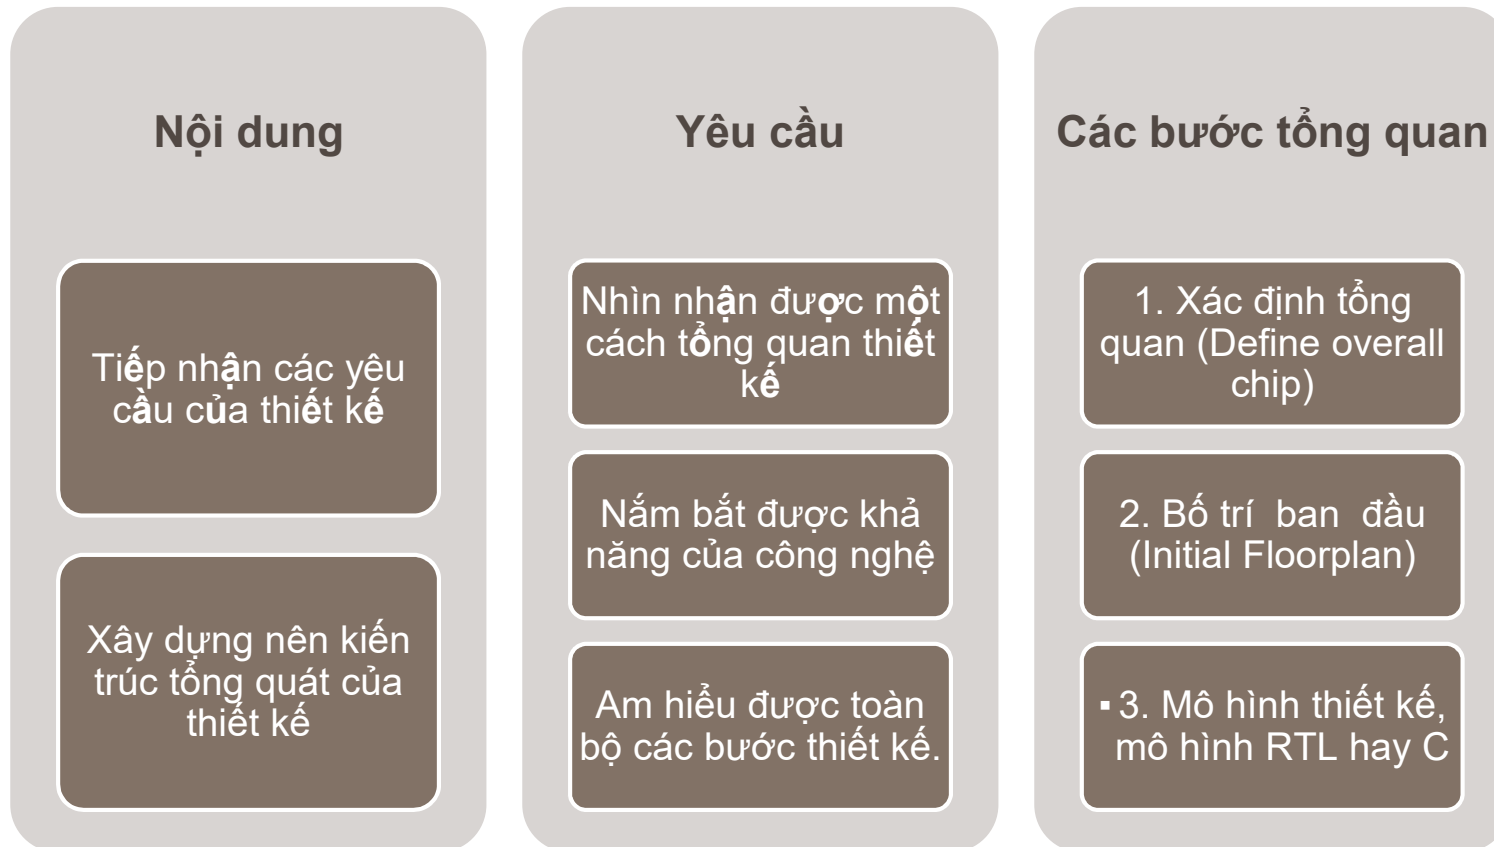 Nội dung
Tiếp nhận các yêu
cầu của thiết kế
Xây dựng nên kiến
trúc tổng quát của
thiết kế
Yêu cầu
Nhìn nhận được một
cách tổng quan thiết
kế
Nắm bắt được khả
năng của công nghệ
Am hiểu được toàn
bộ các bước thiết kế.
Các bước tổng quan
1. Xác định tổng
quan (Define overall
chip)
2. Bố trí ban đầu
(Initial Floorplan)
▪ 3. Mô hình thiết kế,
mô hình RTL hay C